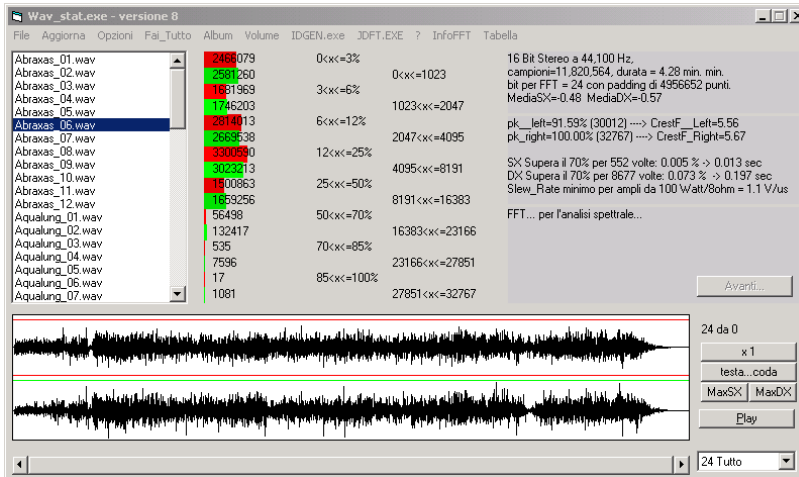 Wav_stat.exe - versione 8
File Aggiorna Opzioni Fai_Tutto Album Volume IDGEN.exe JDFT.EXE ? InfoFFT Tabella
Abraxas_01.wav
Abraxas_02.wav
Abraxas_03.wav
Abraxas_04.wav
Abraxas_05.wav
Abraxas_06.wav
Abraxas_07.wav
Abraxas_08.wav
Abraxas_09.wav
Abraxas_10.wav
Abraxas_11.wav
Abraxas_12.wav
Aqualung_01.wav
Aqualung_02.wav
Aqualung_03.wav
Aqualung_04.wav
Aqualung_05.wav
Aqualung_06.wav
Aqualung_07.wav
2466079 0<x<=3%
2581260 0<x<=1023
1681969 3<x<=6%
1746203 1023<x<=2047
2814013 6<x<=12%
2669538 2047<x<=4095
3300590 12<x<=25%
3023213 4095<x<=8191
1500863 25<x<=50%
1659256 8191<x<=16383
56498 50<x<=70%
132417 16383<x<=23166
535 70<x<=85%
7596 23166<x<=27851
17 85<x<=100%
1081 27851<x<=32767
16 Bit Stereo a 44,100 Hz,
campioni=11,820,564, durata = 4.28 min. min.
bit per FFT = 24 con padding di 4956652 punti.
MediaSX=-0.48 MediaDX=-0.57
pk__left=91.59% (30012) ----> CrestF__Left=5.56
pk_right=100.00% (32767) ----> CrestF_Right=5.67
SX Supera il 70% per 552 volte: 0.005 % -> 0.013 sec
DX Supera il 70% per 8677 volte: 0.073 % -> 0.197 sec
Slew_Rate minimo per ampli da 100 Watt/8ohm = 1.1 V/us
FFT... per l'analisi spettrale...
Avanti...
24 da 0
x 1
testa...coda
MaxSX MaxDX
Play
24 Tutto